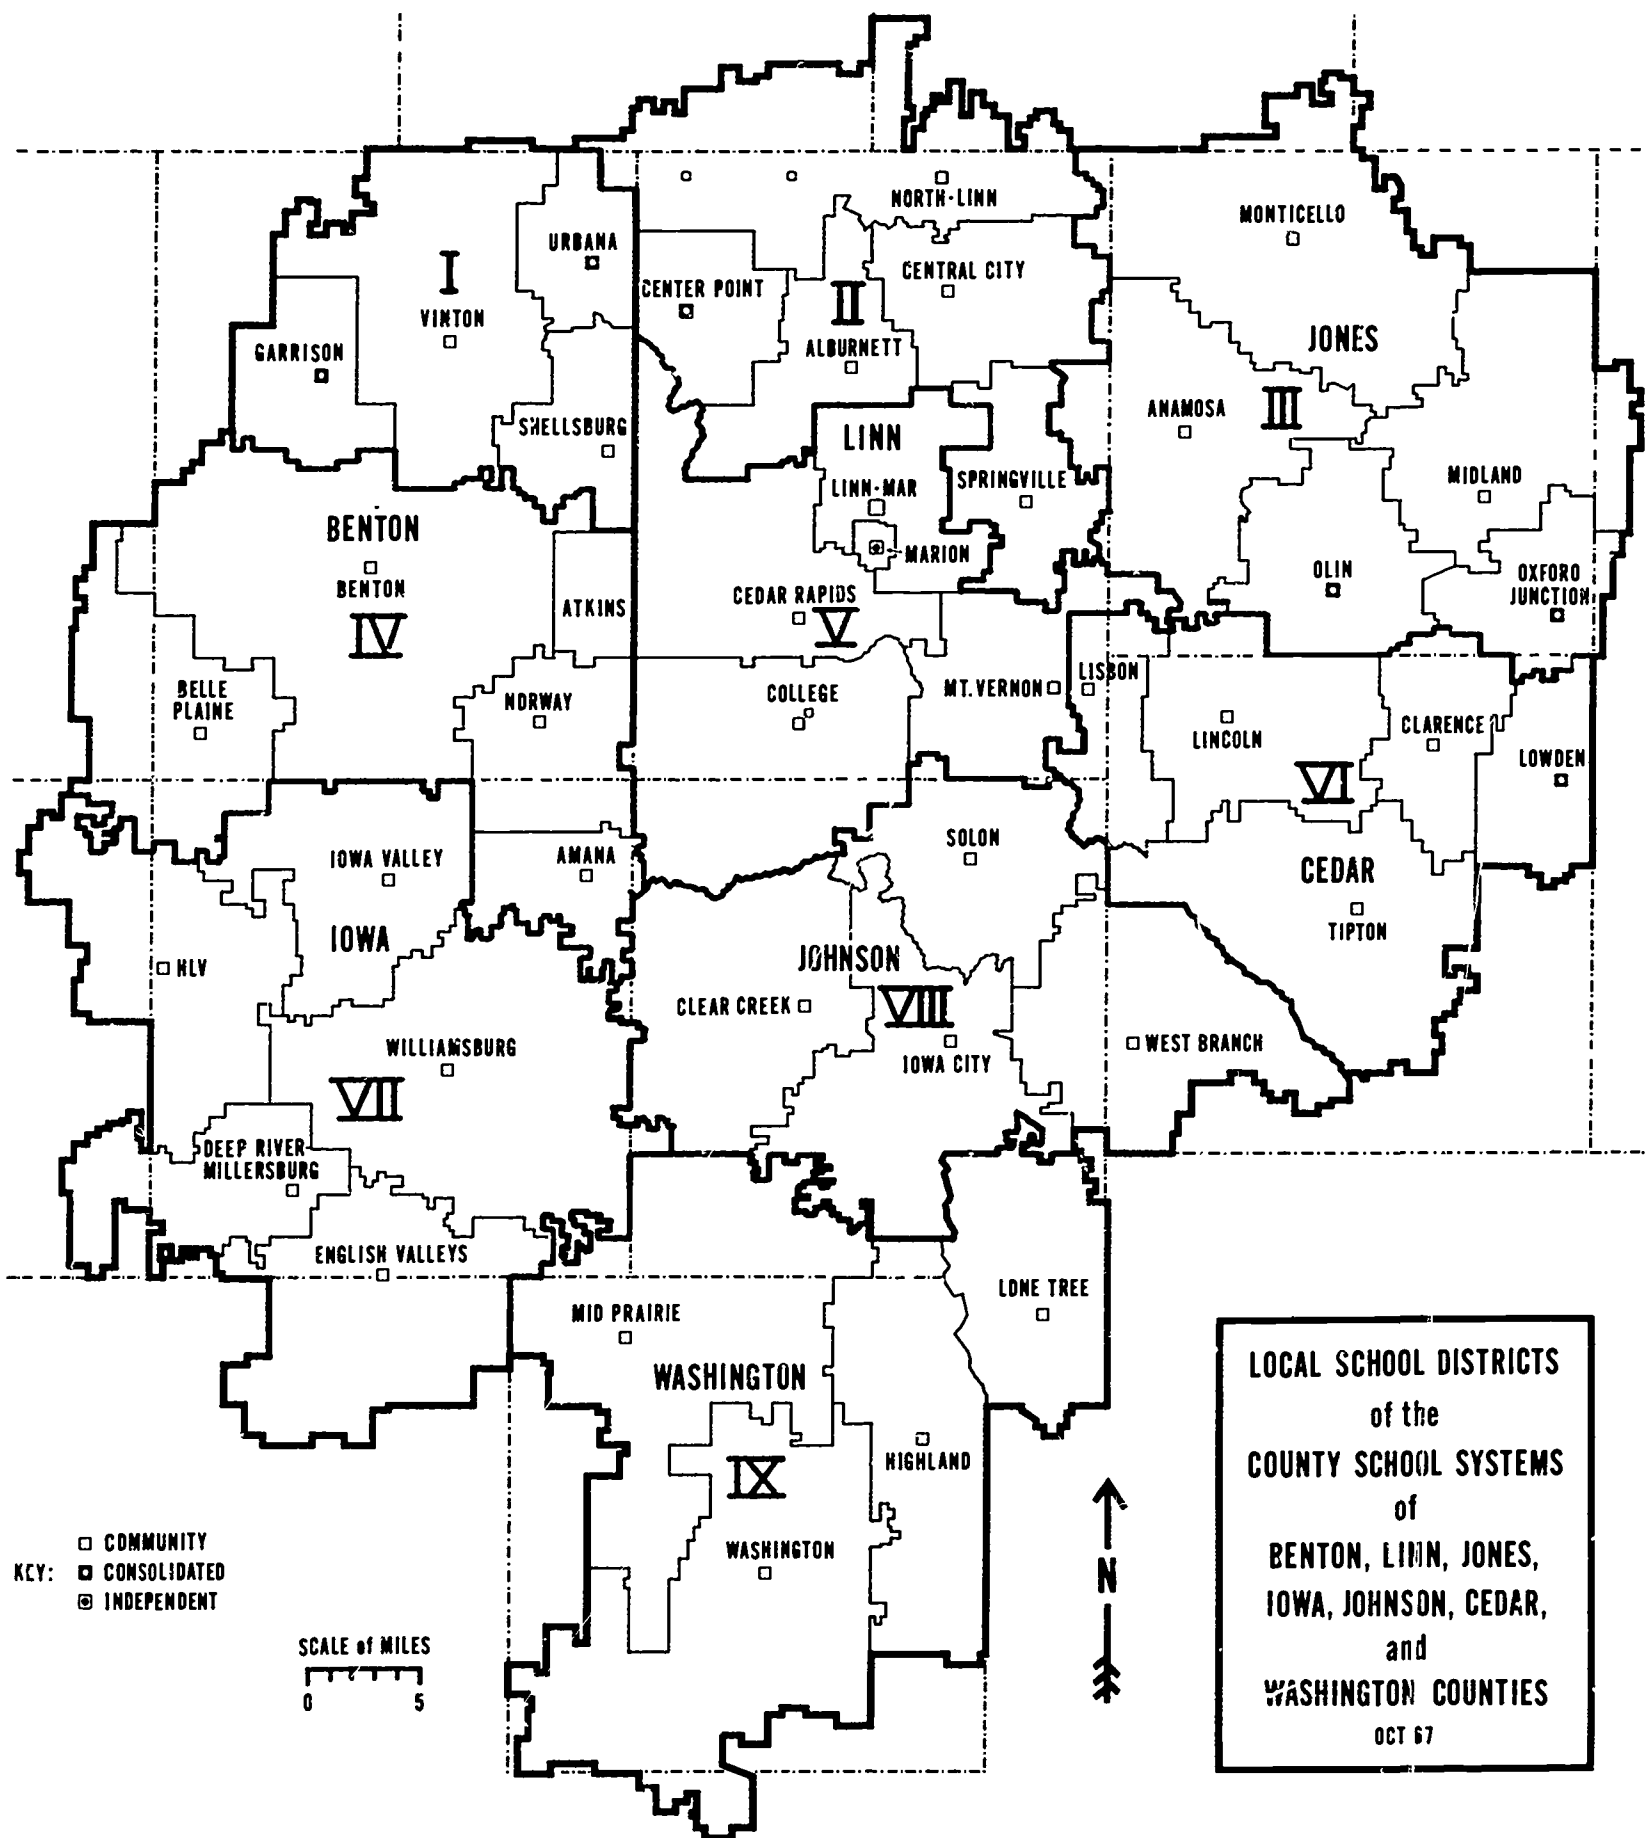 NORTH-LINN
MONTICELLO
URBANA
I
CENTRAL CITY
CENTER POINT
II
VINTON
JONES
GARRISON
ALBURNETT
III
ANAMOSA
SHELLSBURG
LINN
SPRINGVILLE
MIDLAND
LINN-MAR
BENTON
MARION
BENTON
OLIN
OXFORD
JUNCTION
ATKINS
CEDAR RAPIDS
V
IV
LISBON
BELLE
PLAINE
NORWAY
COLLEGE
MT. VERNON
LINCOLN
CLARENCE
LOWDEN
VI
SOLON
IOWA VALLEY
AMANA
CEDAR
TIPTON
IOWA
JOHNSON
HLV
CLEAR CREEK
VIII
WILLIAMSBURG
IOWA CITY
WEST BRANCH
VII
DEEP RIVER
MILLERSBURG
ENGLISH VALLEYS
LONE TREE
MID PRAIRIE
WASHINGTON
HIGHLAND
IX
WASHINGTON
LOCAL SCHOOL DISTRICTS
of the
COUNTY SCHOOL SYSTEMS
of
BENTON, LINN, JONES,
IOWA, JOHNSON, CEDAR,
and
WASHINGTON COUNTIES
OCT 67
N
COMMUNITY
KEY: CONSOLIDATED
INDEPENDENT
SCALE of MILES
0 5